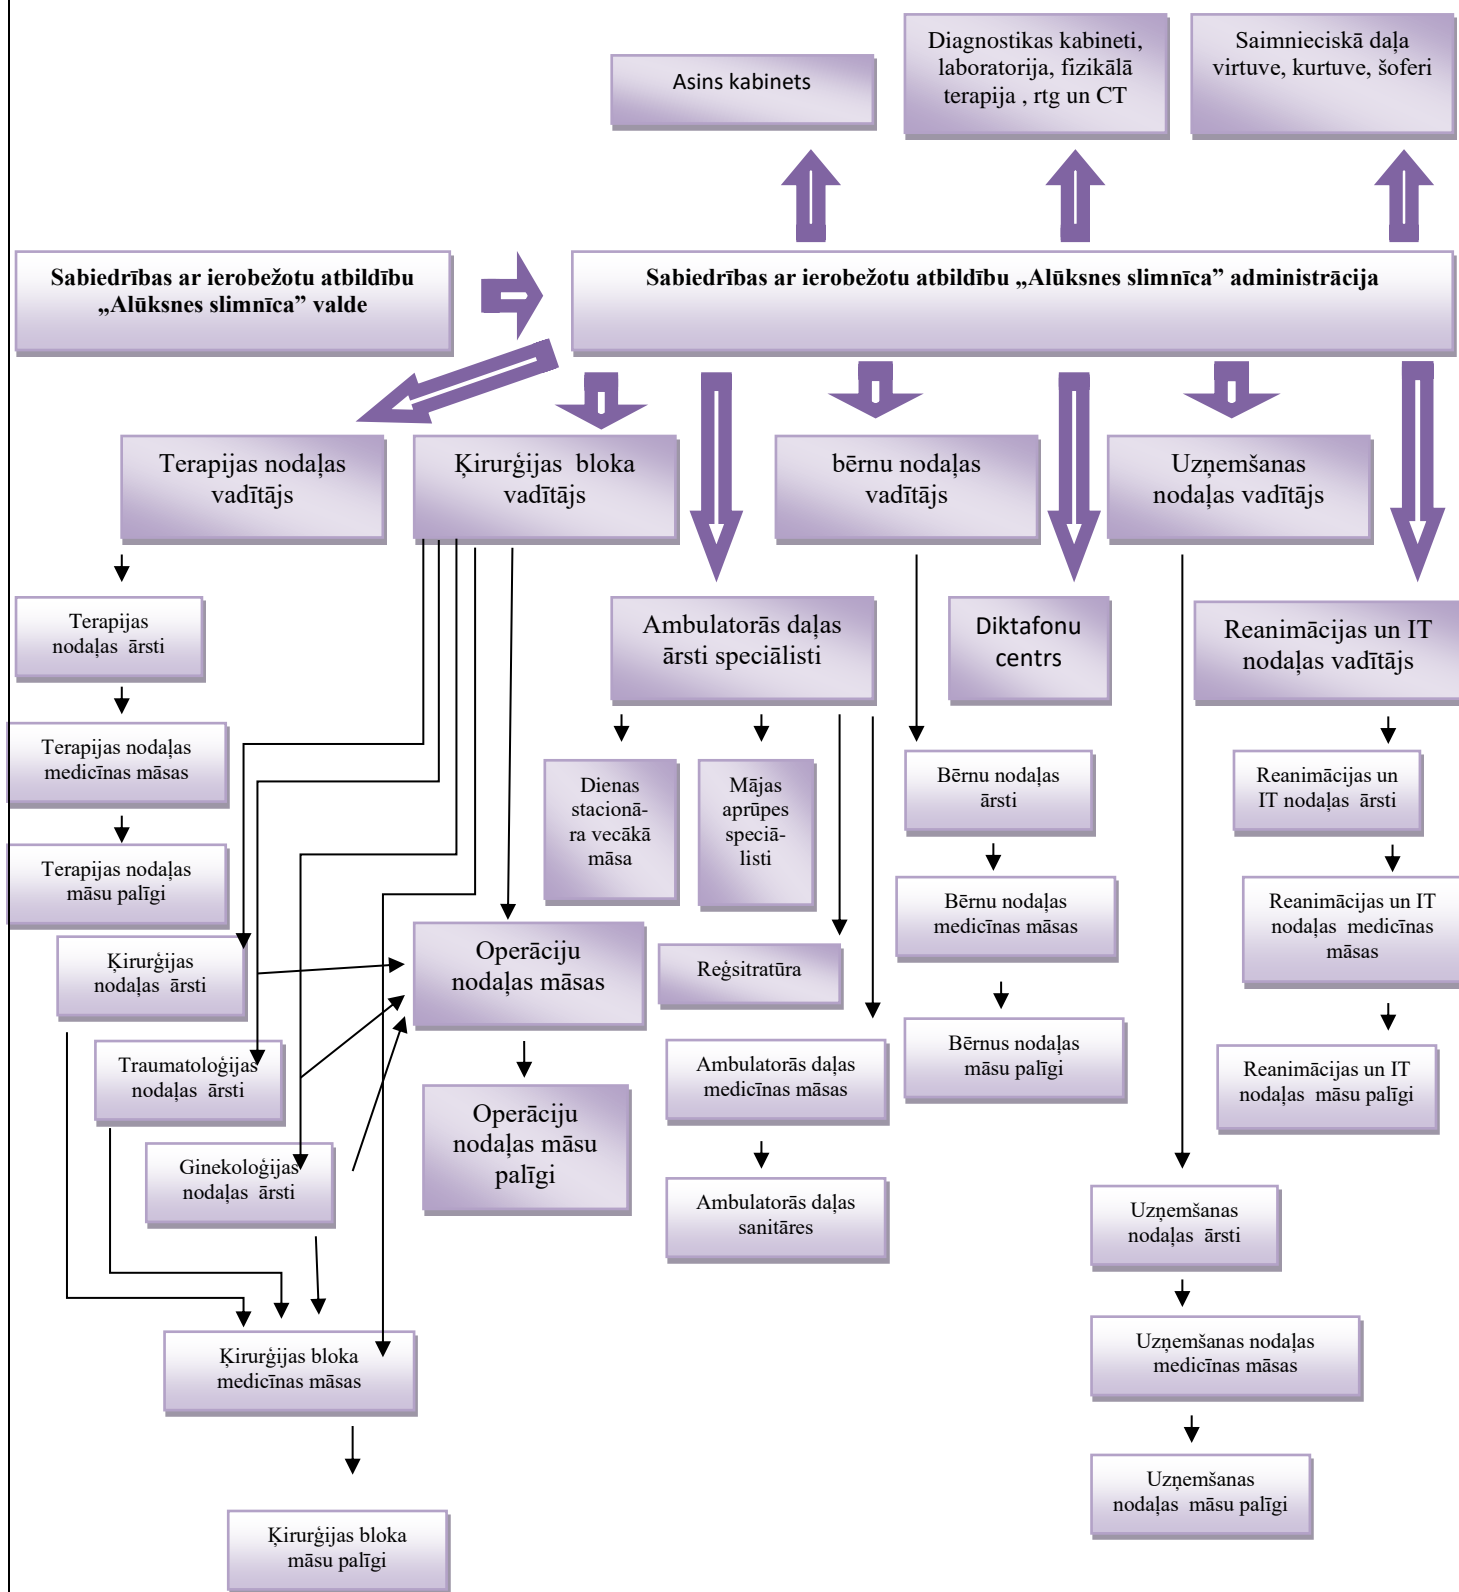 Asins kabinets
Diagnostikas kabineti,
laboratorija, fizikālā
terapija , rtg un CT
Saimnieciskā daļa
virtuve, kurtuve, šoferi
Sabiedrības ar ierobežotu atbildību
„Alūksnes slimnīca” valde
Sabiedrības ar ierobežotu atbildību „Alūksnes slimnīca” administrācija
Terapijas nodaļas
vadītājs
Ķirurģijas bloka
vadītājs
bērnu nodaļas
vadītājs
Uzņemšanas
nodaļas vadītājs
Terapijas
nodaļas ārsti
Ambulatorās daļas
ārsti speciālisti
Diktafonu
centrs
Reanimācijas un IT
nodaļas vadītājs
Terapijas nodaļas
medicīnas māsas
Dienas
stacionā-
ra vecākā
māsa
Mājas
aprūpes
speciā-
listi
Bērnu nodaļas
ārsti
Reanimācijas un
IT nodaļas ārsti
Terapijas nodaļas
māsu palīgi
Bērnu nodaļas
medicīnas māsas
Reanimācijas un IT
nodaļas medicīnas
māsas
Ķirurģijas
nodaļas ārsti
Operāciju
nodaļas māsas
Reģsitratūra
Traumatoloģijas
nodaļas ārsti
Ambulatorās daļas
medicīnas māsas
Bērnus nodaļas
māsu palīgi
Reanimācijas un IT
nodaļas māsu palīgi
Operāciju
nodaļas māsu
palīgi
Ginekoloģijas
nodaļas ārsti
Ambulatorās daļas
sanitāres
Uzņemšanas
nodaļas ārsti
Ķirurģijas bloka
medicīnas māsas
Uzņemšanas nodaļas
medicīnas māsas
Uzņemšanas
nodaļas māsu palīgi
Ķirurģijas bloka
māsu palīgi